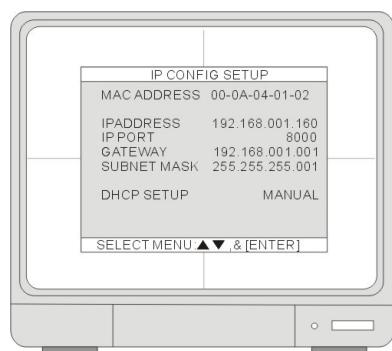 IP CONFIG SETUP
MAC ADDRESS 00-0A-04-01-02
IPADDRESS 192.168.001.160
IP PORT 8000
GATEWAY 192.168.001.001
SUBNET MASK 255.255.255.001
DHCP SETUP MANUAL
SELECT MENU:▲▼,& [ENTER]